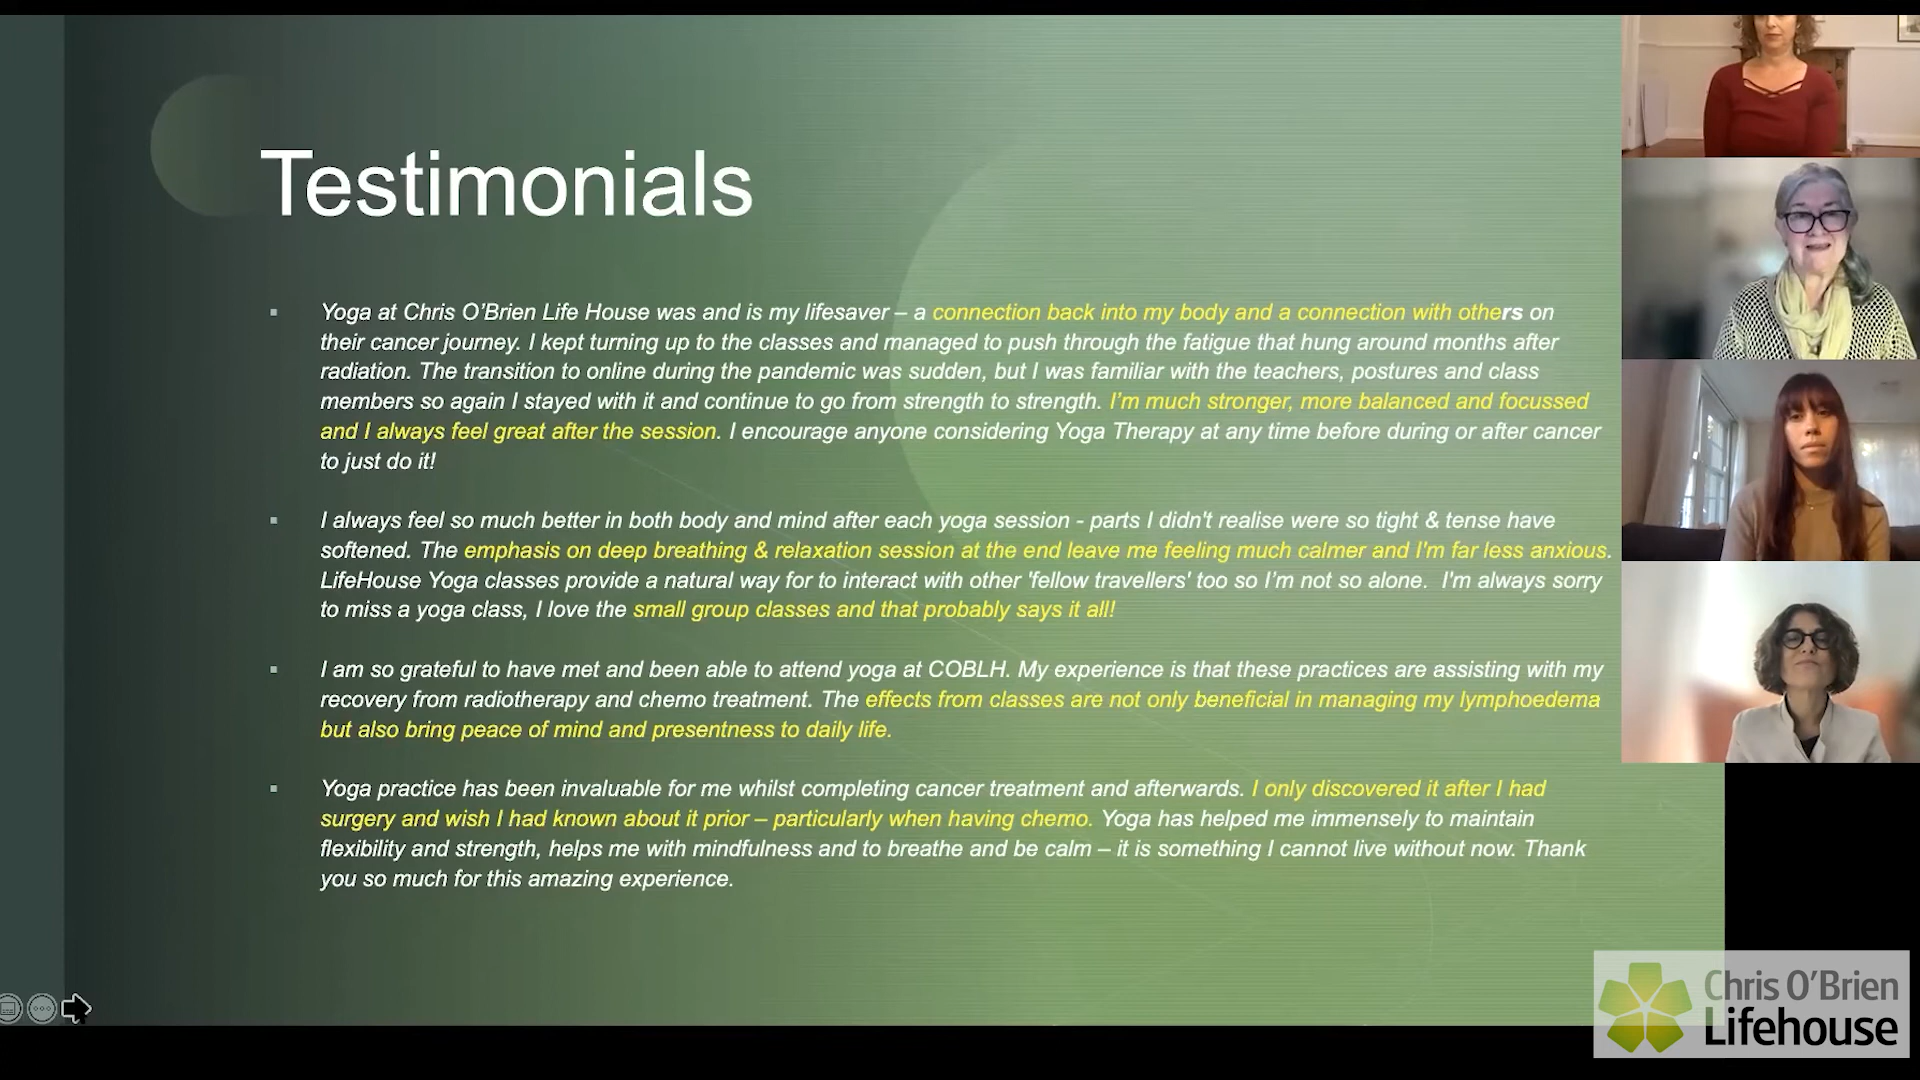 Testimonials
Yoga at Chris O'Brien Life House was and is my lifesaver – a connection back into my body and a connection with others on
their cancer journey. I kept turning up to the classes and managed to push through the fatigue that hung around months after
radiation. The transition to online during the pandemic was sudden, but I was familiar with the teachers, postures and class
members so again I stayed with it and continue to go from strength to strength. I'm much stronger, more balanced and focussed
and I always feel great after the session. I encourage anyone considering Yoga Therapy at any time before during or after cancer
to just do it!
I always feel so much better in both body and mind after each yoga session - parts I didn't realise were so tight & tense have
softened. The emphasis on deep breathing & relaxation session at the end leave me feeling much calmer and I'm far less anxious.
LifeHouse Yoga classes provide a natural way for to interact with other 'fellow travellers' too so I'm not so alone.  I'm always sorry
to miss a yoga class, I love the small group classes and that probably says it all!
I am so grateful to have met and been able to attend yoga at COBLH. My experience is that these practices are assisting with my
recovery from radiotherapy and chemo treatment. The effects from classes are not only beneficial in managing my lymphoedema
but also bring peace of mind and presentness to daily life.
Yoga practice has been invaluable for me whilst completing cancer treatment and afterwards. I only discovered it after I had
surgery and wish I had known about it prior – particularly when having chemo. Yoga has helped me immensely to maintain
flexibility and strength, helps me with mindfulness and to breathe and be calm – it is something I cannot live without now. Thank
you so much for this amazing experience.
Chris O'Brien
Lifehouse